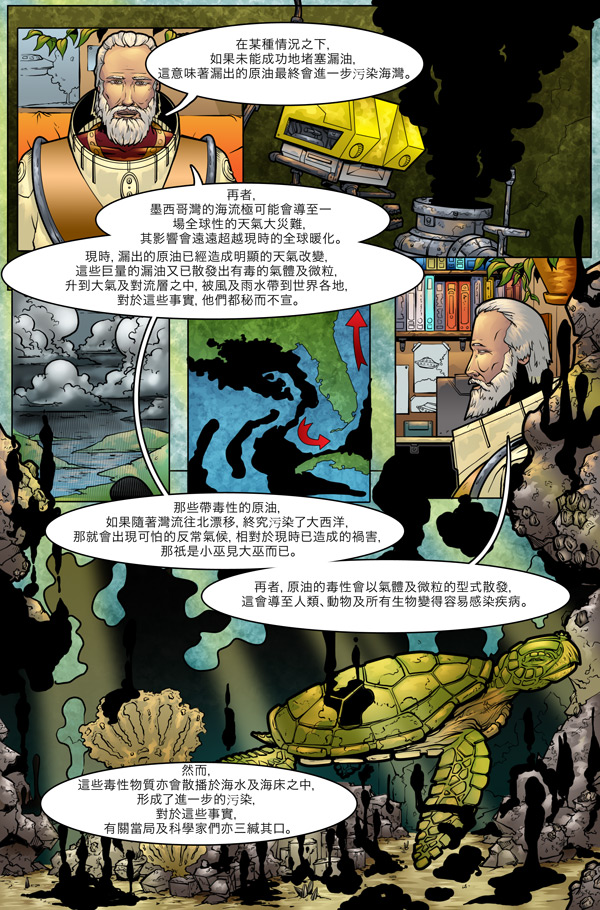 在某種情況之下,
如果未能成功地堵塞漏油,
這意味著漏出的原油最終會進一步污染海灣。
再者,
墨西哥灣的海流極可能會導至一
場全球性的天氣大災難,
其影響會遠遠超越現時的全球暖化。
現時, 漏出的原油已經造成明顯的天氣改變,
這些巨量的漏油又已散發出有毒的氣體及微粒,
升到大氣及對流層之中, 被風及雨水帶到世界各地,
對於這些事實, 他們都秘而不宣。
那些帶毒性的原油,
如果隨著灣流往北漂移, 終究污染了大西洋,
那就會出現可怕的反常氣候, 相對於現時已造成的禍害,
那祇是小巫見大巫而已。
再者, 原油的毒性會以氣體及微粒的型式散發,
這會導至人類、動物及所有生物變得容易感染疾病。
然而,
這些毒性物質亦會散播於海水及海床之中,
形成了進一步的污染,
對於這些事實,
有關當局及科學家們亦三緘其口。